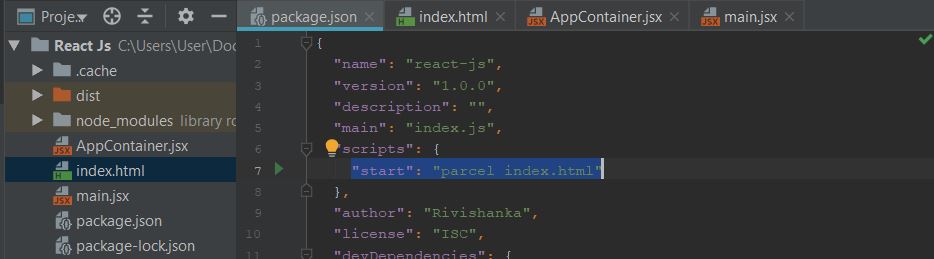 Proje...
package.json
index.html
AppContainer.jsx
main.jsx
React Js C:\Users\User\Doc
.cache
dist
node_modules library ro
AppContainer.jsx
index.html
main.jsx
package.json
package-lock.json
1 {
2 "name": "react-js",
3 "version": "1.0.0",
4 "description": "",
5 "main": "index.js",
6 "scripts": {
7 "start": "parcel index.html"
8 },
9 "author": "Rivishanka",
10 "license": "ISC",
11 "devDependencies": {